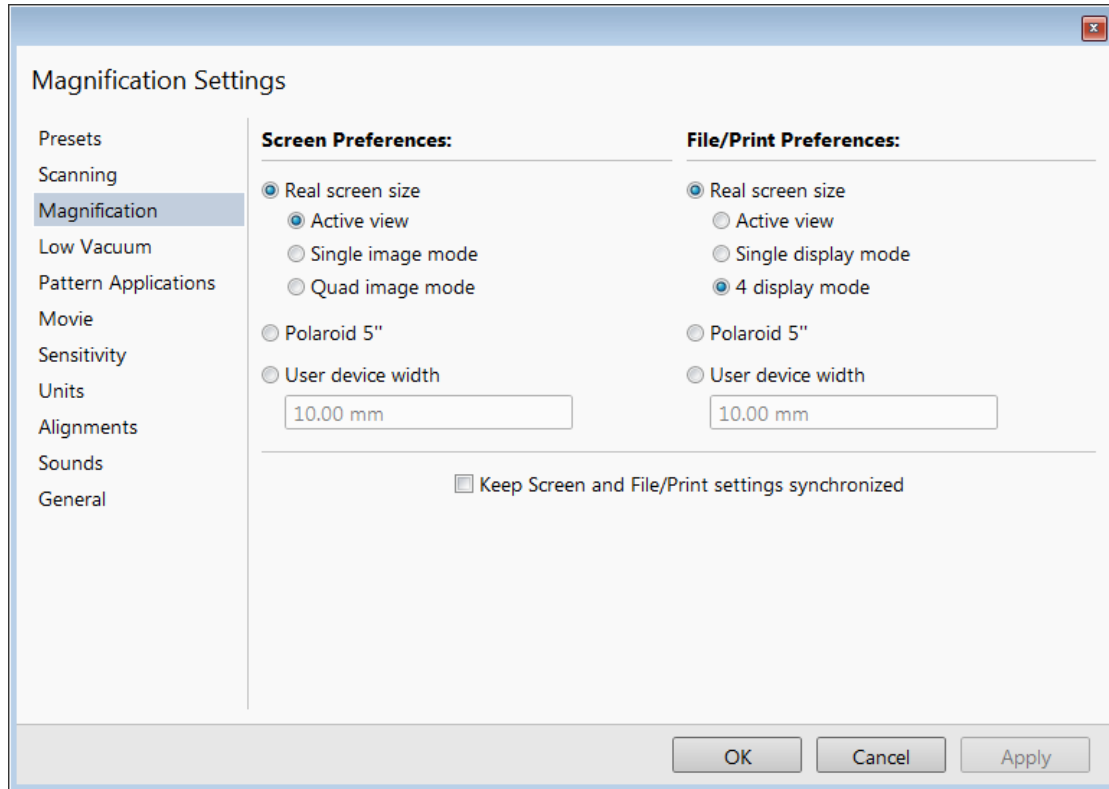 Magnification Settings
Presets
Scanning
Magnification
Low Vacuum
Pattern Applications
Movie
Sensitivity
Units
Alignments
Sounds
General
Screen Preferences:
Real screen size
Active view
Single image mode
Quad image mode
Polaroid 5''
User device width
10.00 mm
File/Print Preferences:
Real screen size
Active view
Single display mode
4 display mode
Polaroid 5''
User device width
10.00 mm
Keep Screen and File/Print settings synchronized
OK
Cancel
Apply